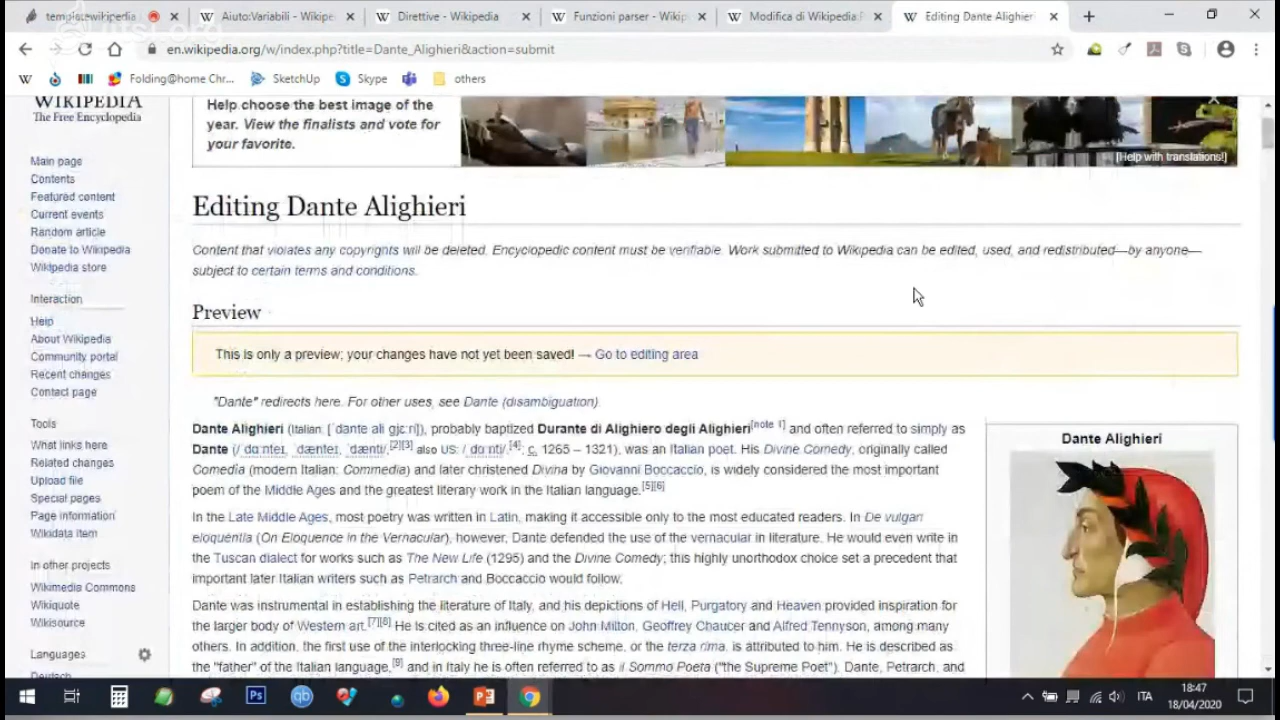 templatewikipedia
Aiuto:Variabili - Wikipe
Direttive - Wikipedia
Funzioni parser - Wikip
Modifica di Wikipedia:P
Editing Dante Alighier
en.wikipedia.org/w/index.php?title=Dante_Alighieri&action=submit
Folding@home Chr...
SketchUp
Skype
others
WIKIPEDIA
The Free Encyclopedia
Main page
Contents
Featured content
Current events
Random article
Donate to Wikipedia
Wikipedia store
Interaction
Help
About Wikipedia
Community portal
Recent changes
Contact page
Tools
What links here
Related changes
Upload file
Special pages
Page information
Wikidata item
In other projects
Wikimedia Commons
Wikiquote
Wikisource
Languages
Deutsch
Help choose the best image of the
year. View the finalists and vote for
your favorite.
[Help with translations!]
Editing Dante Alighieri
Content that violates any copyrights will be deleted. Encyclopedic content must be verifiable. Work submitted to Wikipedia can be edited, used, and redistributed—by anyone—
subject to certain terms and conditions.
Preview
This is only a preview; your changes have not yet been saved! → Go to editing area
"Dante" redirects here. For other uses, see Dante (disambiguation).
Dante Alighieri (Italian: probably baptized Durante di Alighiero degli Alighieri[note 1] and often referred to simply as
Dante [2][3] also US: [4] c. 1265 – 1321), was an Italian poet. His Divine Comedy, originally called
Comedìa (modern Italian: Commedia) and later christened Divina by Giovanni Boccaccio, is widely considered the most important
poem of the Middle Ages and the greatest literary work in the Italian language.[5][6]
In the Late Middle Ages, most poetry was written in Latin, making it accessible only to the most educated readers. In De vulgari
eloquentia (On Eloquence in the Vernacular), however, Dante defended the use of the vernacular in literature. He would even write in
the Tuscan dialect for works such as The New Life (1295) and the Divine Comedy; this highly unorthodox choice set a precedent that
important later Italian writers such as Petrarch and Boccaccio would follow.
Dante was instrumental in establishing the literature of Italy, and his depictions of Hell, Purgatory and Heaven provided inspiration for
the larger body of Western art.[7][8] He is cited as an influence on John Milton, Geoffrey Chaucer and Alfred Tennyson, among many
others. In addition, the first use of the interlocking three-line rhyme scheme, or the terza rima, is attributed to him. He is described as
the "father" of the Italian language,[9] and in Italy he is often referred to as il Sommo Poeta ("the Supreme Poet"). Dante, Petrarch, and
Dante Alighieri
Ps
qb
ITA
18:47
18/04/2020